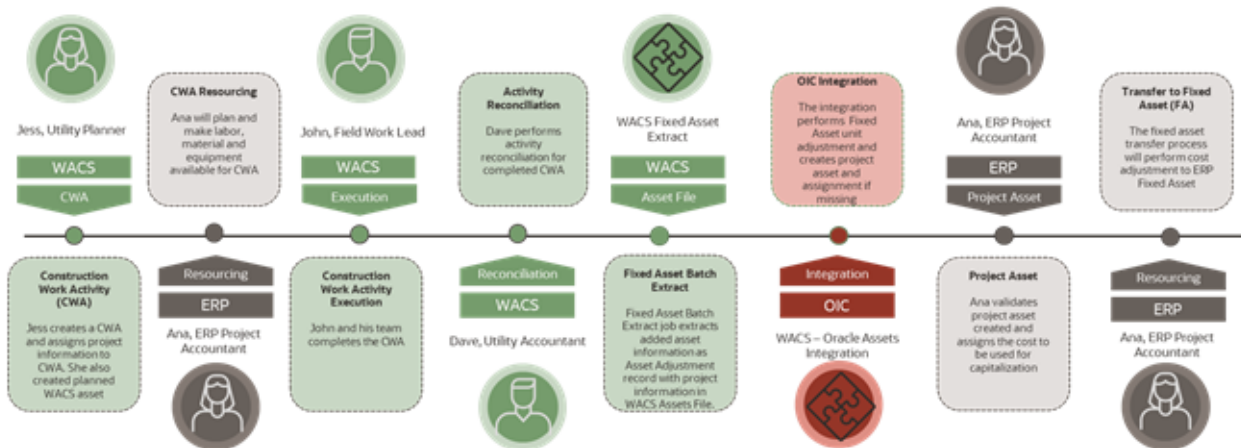 Jess, Utility Planner
WACS
CWA
Construction
Work Activity
(CWA)
Jess creates a CWA
and assigns project
information to
CWA. She also
created planned
WACS asset
CWA Resourcing
Ana will plan and
make labor,
material and
equipment
available for CWA
Resourcing
ERP
Ana, ERP Project
Accountant
John, Field Work Lead
WACS
Execution
Construction
Work Activity
Execution
John and his team
completes the CWA
Activity
Reconciliation
Dave performs
activity
reconciliation for
completed CWA
Reconciliation
WACS
Dave, Utility Accountant
WACS Fixed Asset
Extract
WACS
Asset File
Fixed Asset Batch
Extract
Fixed Asset Batch
Extract job extracts
added asset
information as
Asset Adjustment
record with project
information in
WACS Assets File.
OIC Integration
The integration
performs Fixed
Asset unit
adjustment and
creates project
asset and
assignment if
missing
Integration
OIC
WACS – Oracle Assets
Integration
Ana, ERP Project
Accountant
ERP
Project Asset
Project Asset
Ana validates
project asset
created and
assigns the cost to
be used for
capitalization
Transfer to Fixed
Asset (FA)
The fixed asset
transfer process
will perform cost
adjustment to ERP
Fixed Asset
Resourcing
ERP
Ana, ERP Project
Accountant